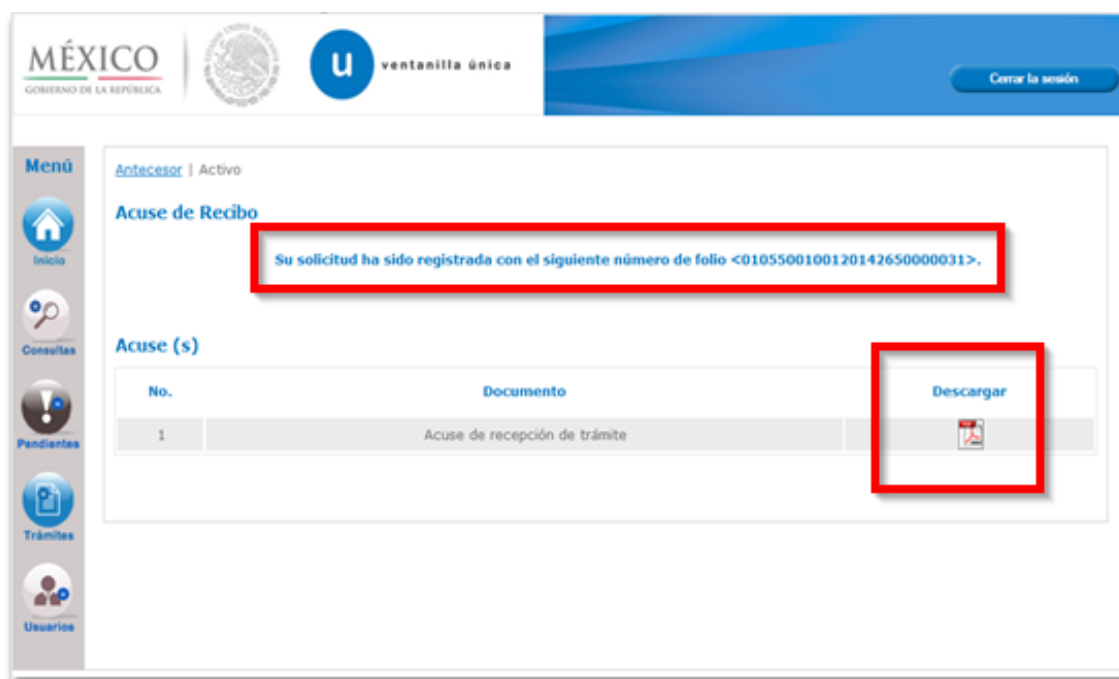 MÉXICO
GOBIERNO DE LA REPÚBLICA
u
ventanilla única
Cerrar la sesión
Menú
Inicio
Consultas
Pendientes
Trámites
Usuarios
Antecesor | Activo
Acuse de Recibo
Su solicitud ha sido registrada con el siguiente número de folio <0105500100120142650000031>.
Acuse (s)
No. Documento Descargar
1 Acuse de recepción de trámite